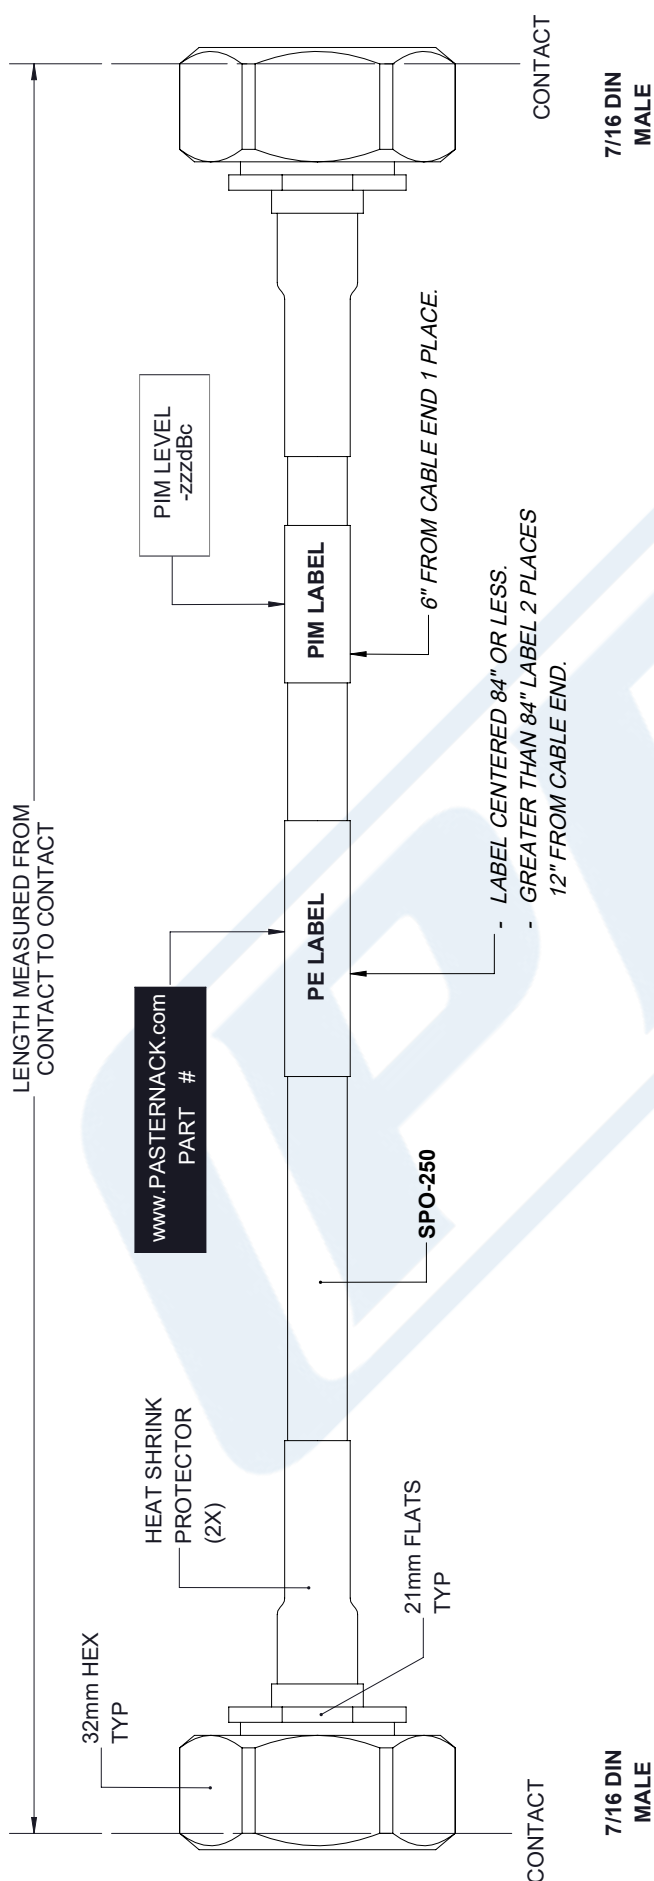 LENGTH MEASURED FROM
CONTACT TO CONTACT
32mm HEX
TYP
HEAT SHRINK
PROTECTOR
(2X)
www.PASTERNACK.com
PART #
PIM LEVEL
-zzzdBc
PE LABEL
PIM LABEL
21mm FLATS
TYP
SPO-250
6" FROM CABLE END 1 PLACE.
- LABEL CENTERED 84" OR LESS.
- GREATER THAN 84" LABEL 2 PLACES
12" FROM CABLE END.
CONTACT
CONTACT
7/16 DIN
MALE
7/16 DIN
MALE